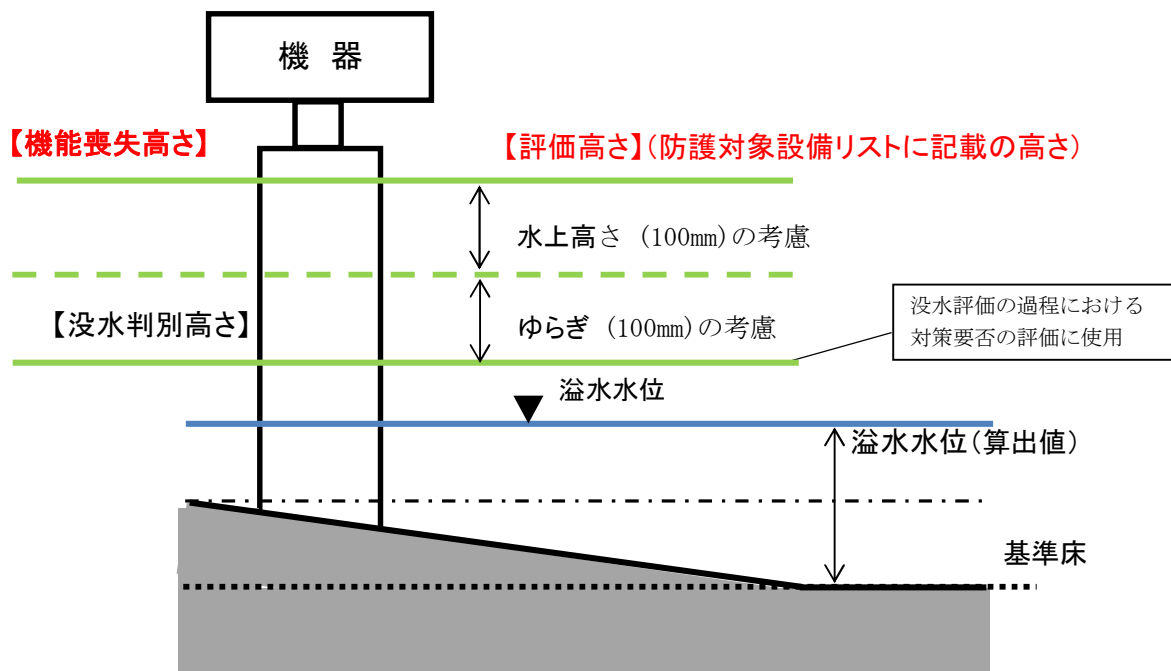 機 器
【機能喪失高さ】
【評価高さ】(防護対象設備リストに記載の高さ)
水上高さ (100mm)の考慮
【没水判別高さ】
ゆらぎ (100mm)の考慮
没水評価の過程における
対策要否の評価に使用
溢水水位
溢水水位(算出値)
基準床